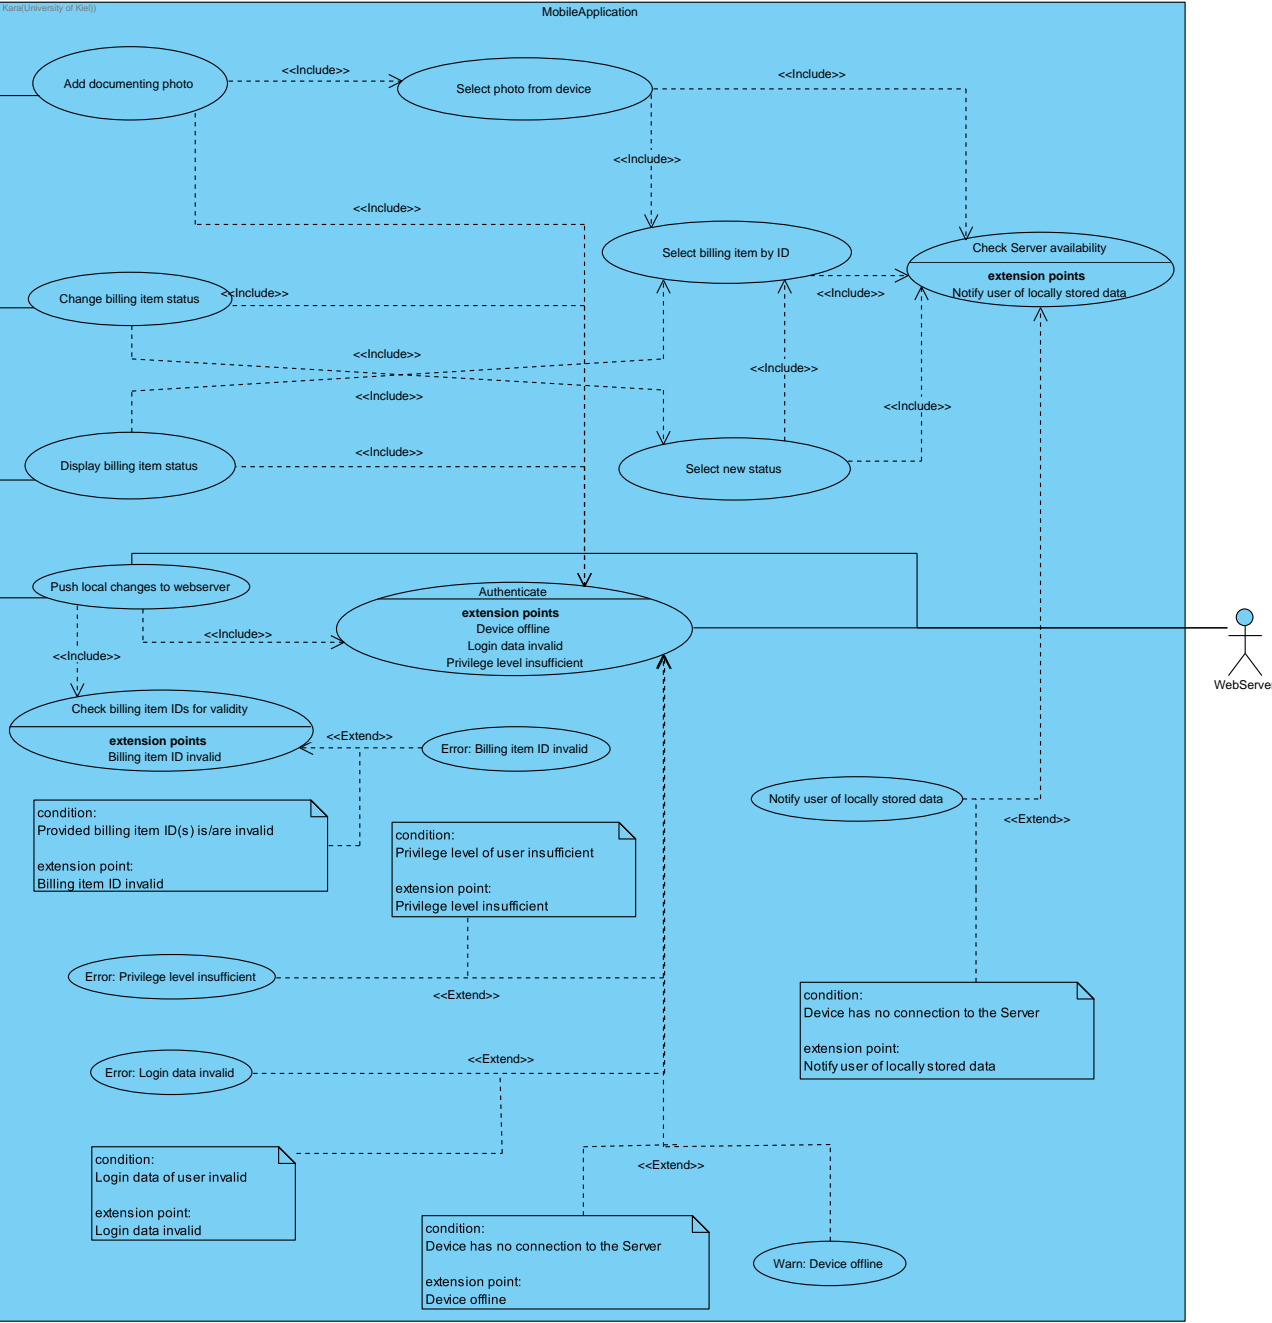 Kara(University of Kiel))
MobileApplication
Add documenting photo
<<Include>>
Select photo from device
<<Include>>
<<Include>>
<<Include>>
Select billing item by ID
Check Server availability
extension points
Notify user of locally stored data
<<Include>>
Change billing item status
<<Include>>
<<Include>>
<<Include>>
<<Include>>
<<Include>>
Display billing item status
<<Include>>
Select new status
Push local changes to webserver
<<Include>>
<<Include>>
Authenticate
extension points
Device offline
Login data invalid
Privilege level insufficient
WebServer
Check billing item IDs for validity
extension points
Billing item ID invalid
<<Extend>>
Error: Billing item ID invalid
Notify user of locally stored data
<<Extend>>
condition:
Provided billing item ID(s) is/are invalid
extension point:
Billing item ID invalid
condition:
Privilege level of user insufficient
extension point:
Privilege level insufficient
Error: Privilege level insufficient
<<Extend>>
condition:
Device has no connection to the Server
extension point:
Notify user of locally stored data
Error: Login data invalid
<<Extend>>
condition:
Login data of user invalid
extension point:
Login data invalid
<<Extend>>
condition:
Device has no connection to the Server
extension point:
Device offline
Warn: Device offline